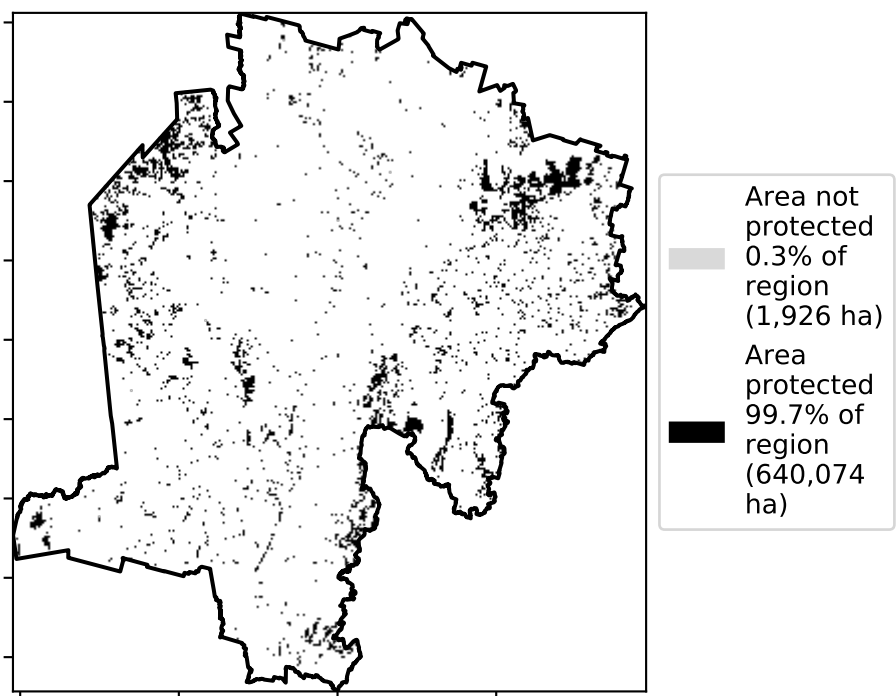 Area not
protected
0.3% of
region
(1,926 ha)
Area
protected
99.7% of
region
(640,074
ha)